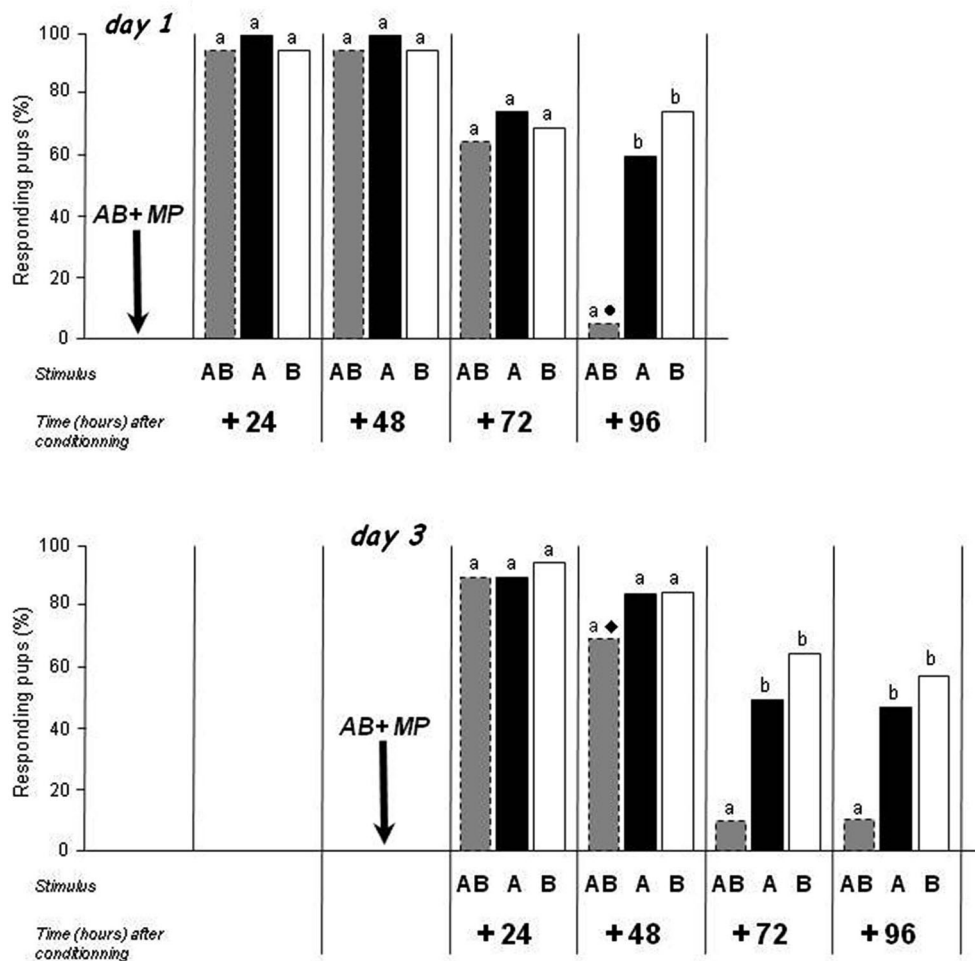 day 1
a a a a a a a a a a b b
100
80
60
40
20
0
Responding pups (%)
AB+ MP
Stimulus AB A B AB A B AB A B AB A B
Time (hours) after
conditionning
+24 +48 +72 +96
day 3
a a a a a a a b b a b b
100
80
60
40
20
0
Responding pups (%)
AB+ MP
Stimulus AB A B AB A B AB A B AB A B
Time (hours) after
conditionning
+24 +48 +72 +96